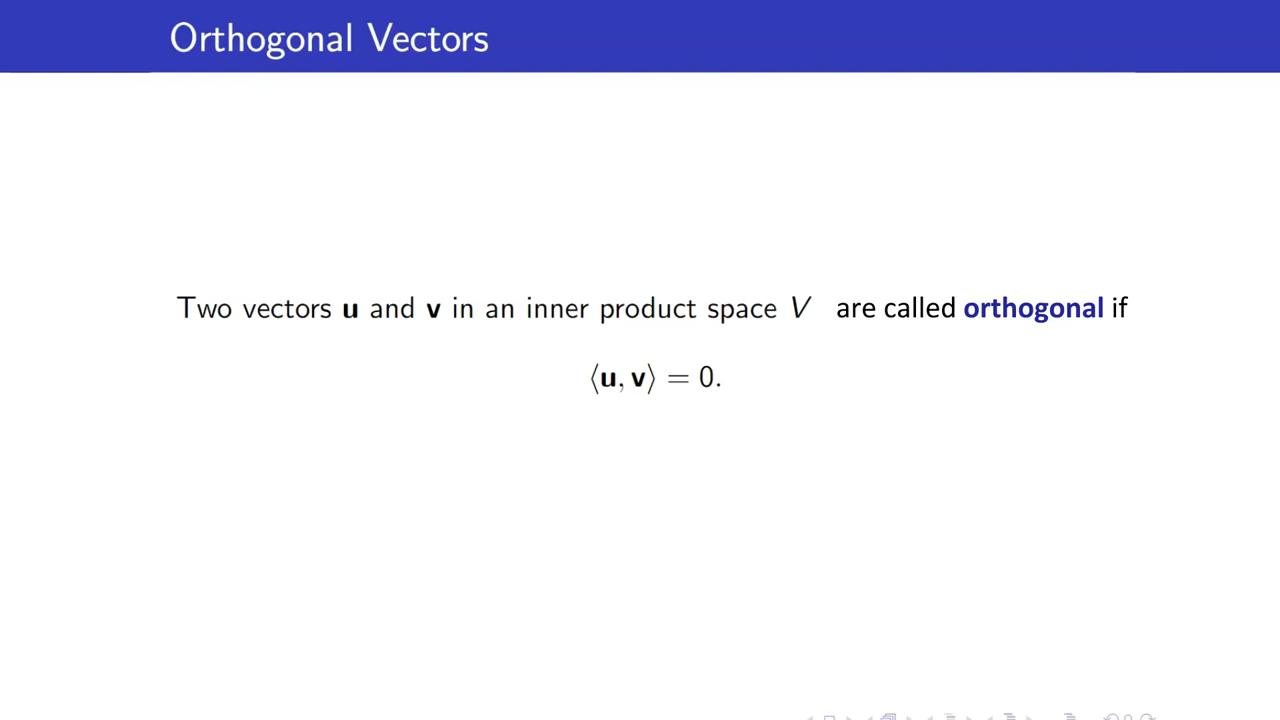 Orthogonal Vectors
Two vectors u and v in an inner product space V are called orthogonal if
⟨u, v⟩ = 0.